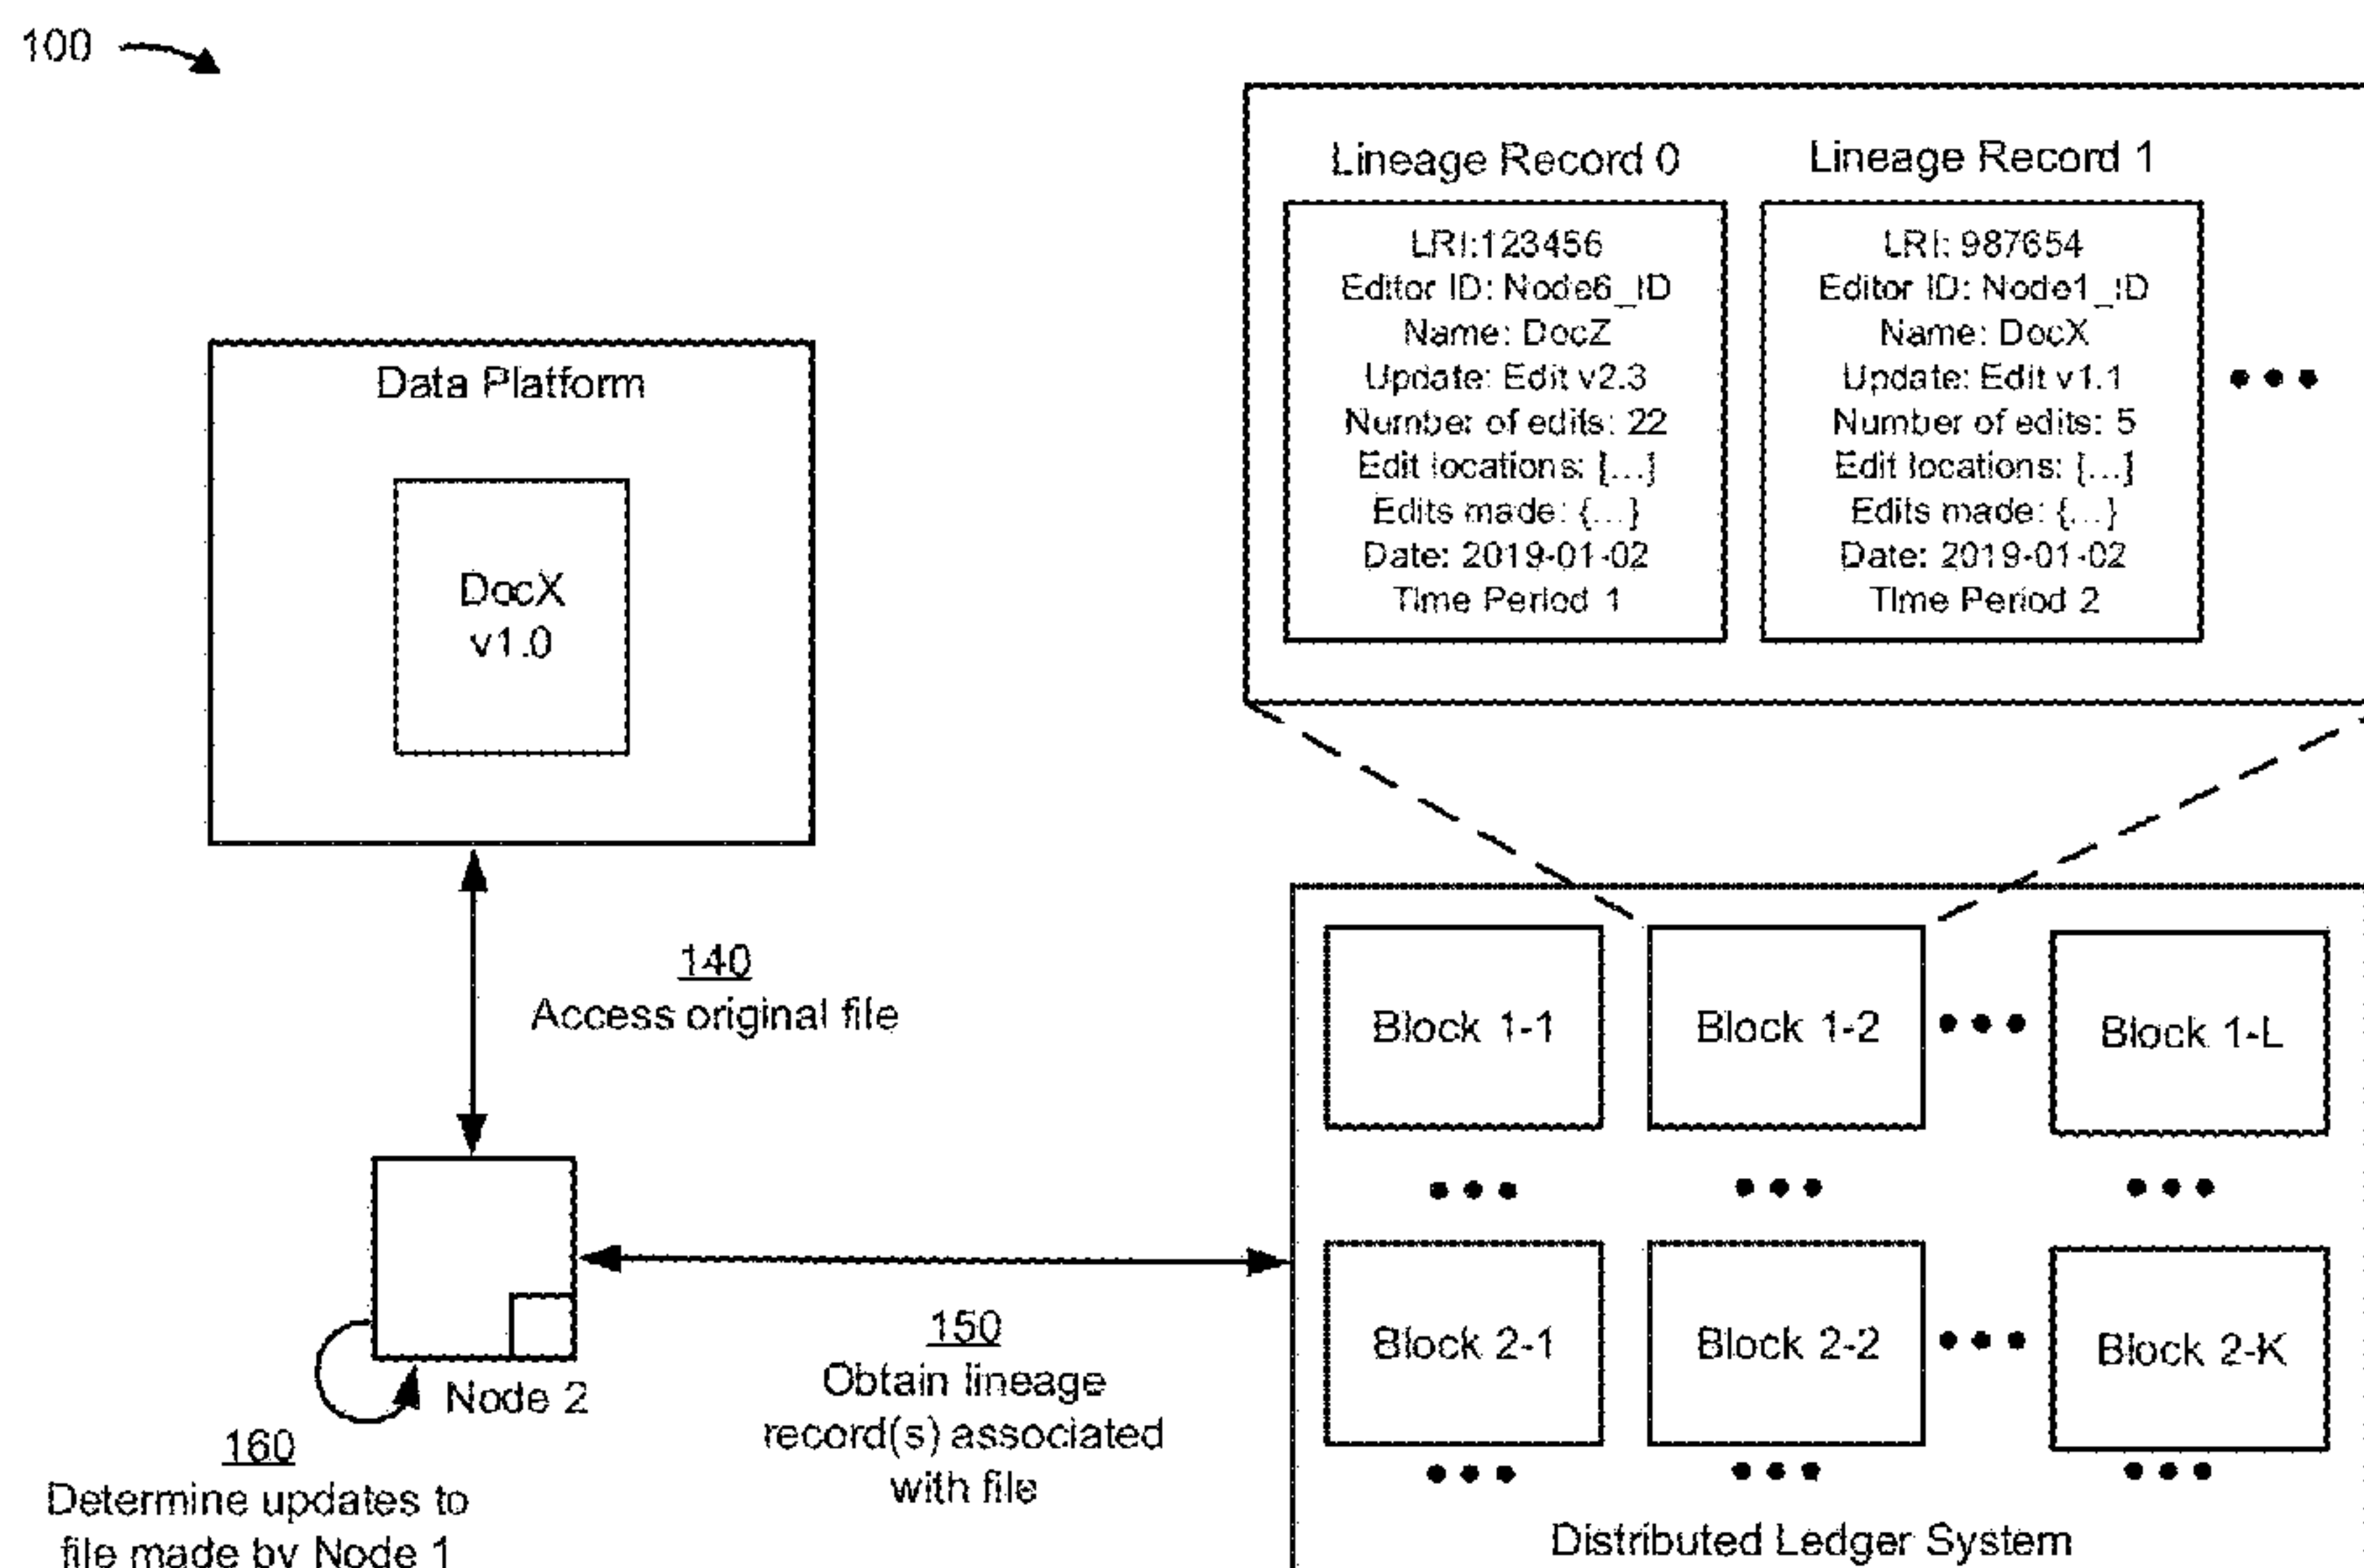 100
Lineage Record 0
LRI:123456
Editor ID: Node6_ID
Name: DocZ
Update: Edit v2.3
Number of edits: 22
Edit locations: [...]
Edits made: {...}
Date: 2019-01-02
Time Period 1
Lineage Record 1
LRI: 987654
Editor ID: Node1_ID
Name: DocX
Update: Edit v1.1
Number of edits: 5
Edit locations: [...]
Edits made: {...}
Date: 2019-01-02
Time Period 2
Data Platform
DocX
v1.0
140
Access original file
Node 2
150
Obtain lineage
record(s) associated
with file
160
Determine updates to
file made by Node 1
Block 1-1
Block 1-2
Block 1-L
Block 2-1
Block 2-2
Block 2-K
Distributed Ledger System